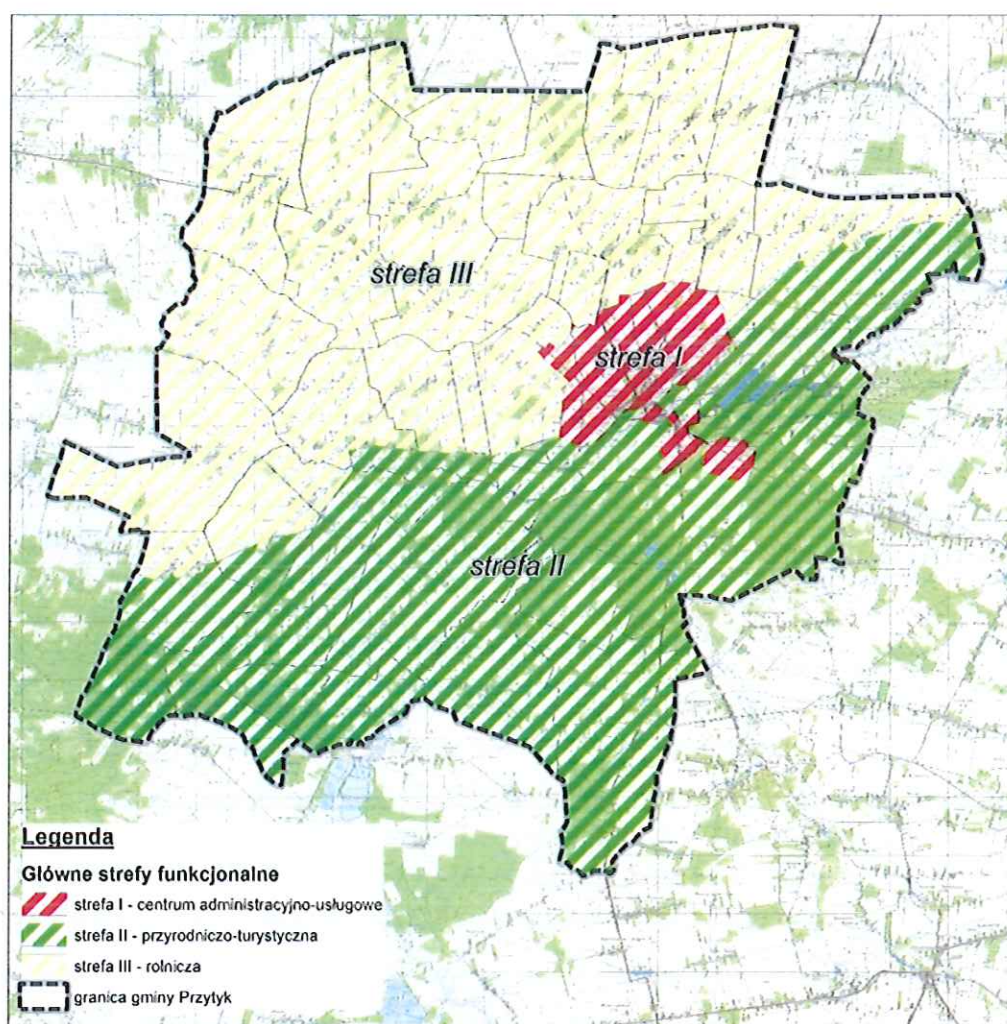 strefa III
strefa I
strefa II
Legenda
Główne strefy funkcjonalne
strefa I - centrum administracyjno-usługowe
strefa II - przyrodniczo-turystyczna
strefa III - rolnicza
granica gminy Przytyk